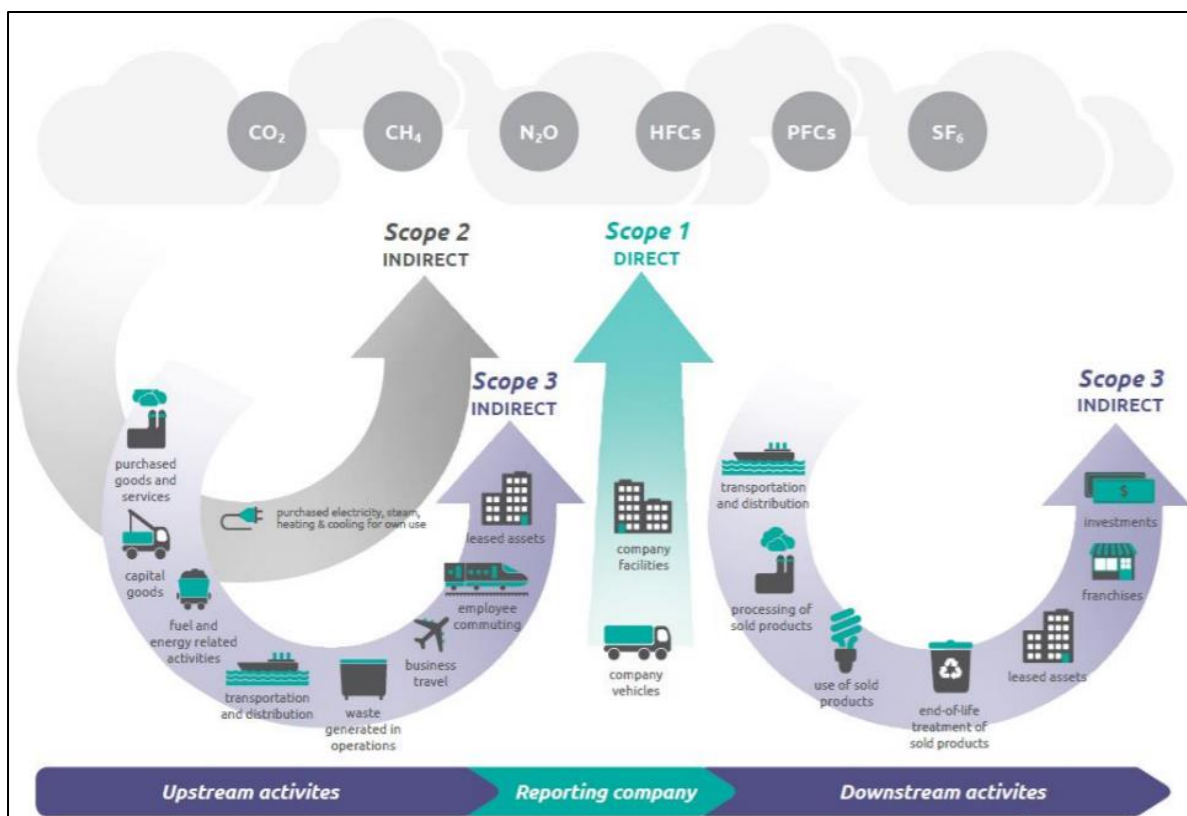 CO₂
CH₄
N₂O
HFCs
PFCs
SF₆
Scope 2
INDIRECT
Scope 1
DIRECT
Scope 3
INDIRECT
Scope 3
INDIRECT
purchased
goods and
services
capital
goods
fuel and
energy related
activities
transportation
and distribution
waste
generated in
operations
business
travel
employee
commuting
leased assets
purchased electricity, steam,
heating & cooling for own use
company
facilities
company
vehicles
transportation
and distribution
processing of
sold products
use of sold
products
end-of-life
treatment of
sold products
leased assets
franchises
$
investments
Upstream activites
Reporting company
Downstream activites